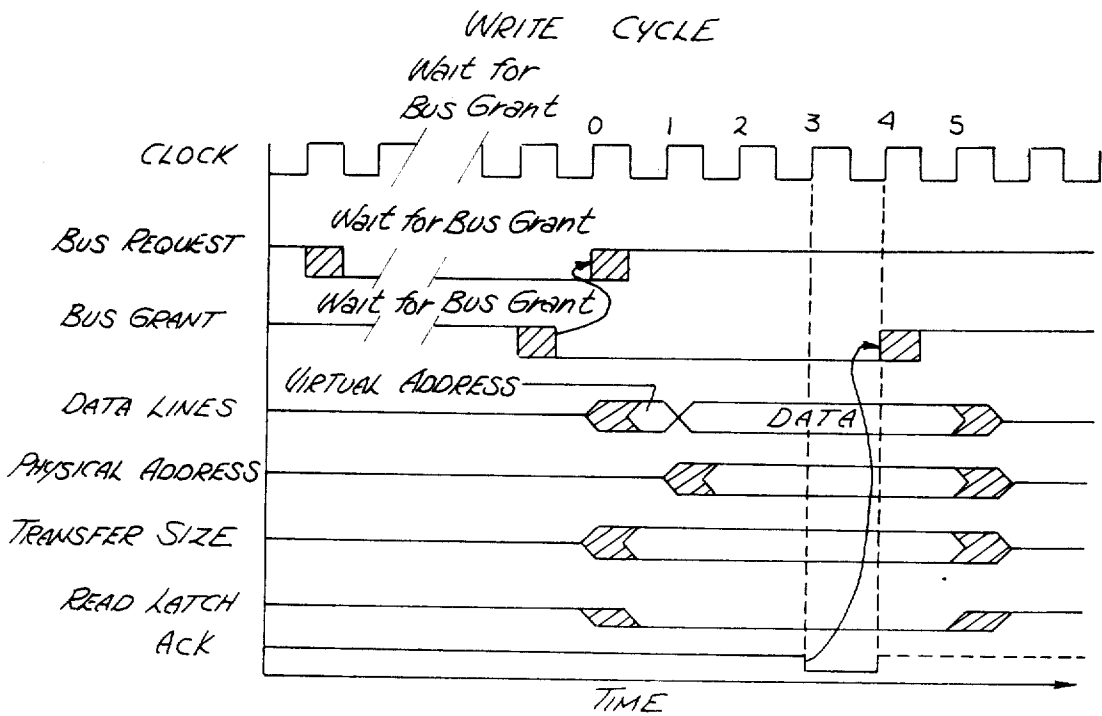 WRITE CYCLE
Wait for
Bus Grant
0 1 2 3 4 5
CLOCK
Wait for Bus Grant
BUS REQUEST
Wait for Bus Grant
BUS GRANT
VIRTUAL ADDRESS
DATA LINES
DATA
PHYSICAL ADDRESS
TRANSFER SIZE
READ LATCH
ACK
TIME